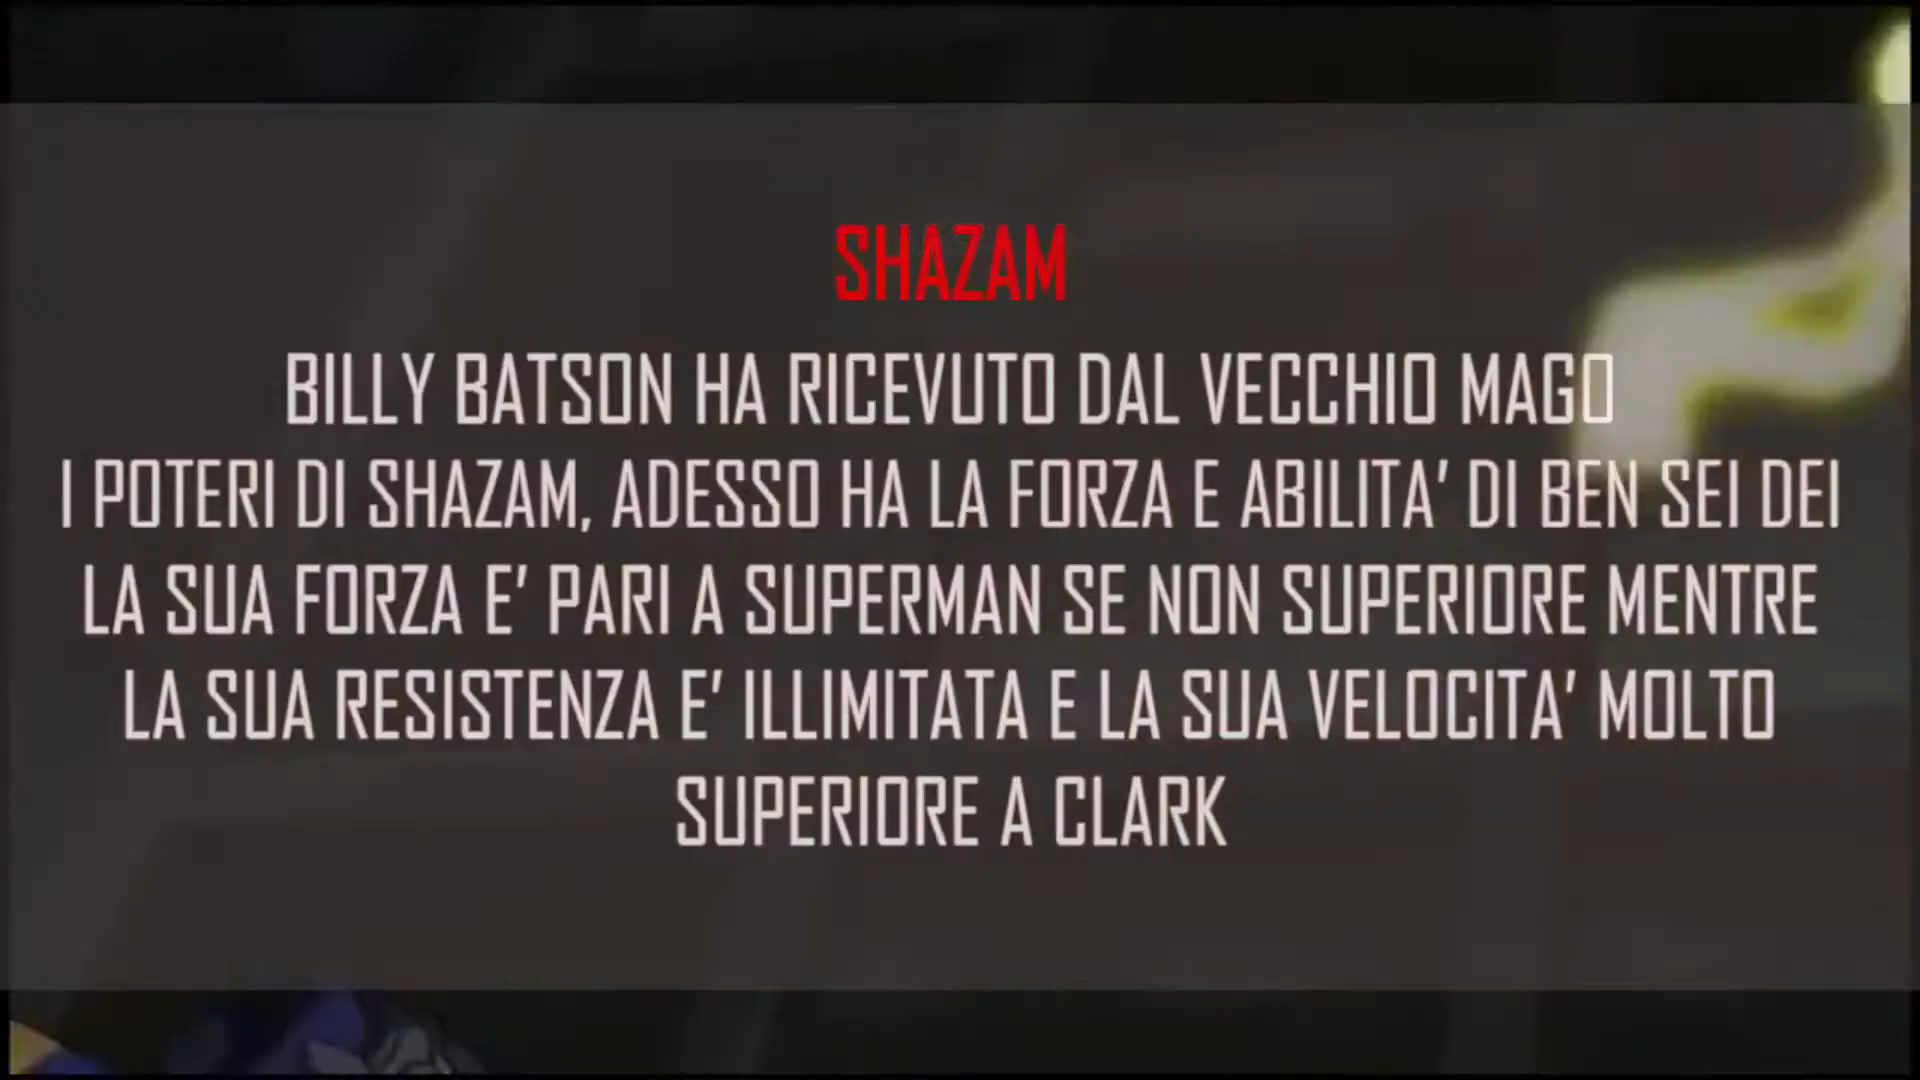 SHAZAM
BILLY BATSON HA RICEVUTO DAL VECCHIO MAGO
I POTERI DI SHAZAM, ADESSO HA LA FORZA E ABILITA' DI BEN SEI DEI
LA SUA FORZA E' PARI A SUPERMAN SE NON SUPERIORE MENTRE
LA SUA RESISTENZA E' ILLIMITATA E LA SUA VELOCITA' MOLTO
SUPERIORE A CLARK